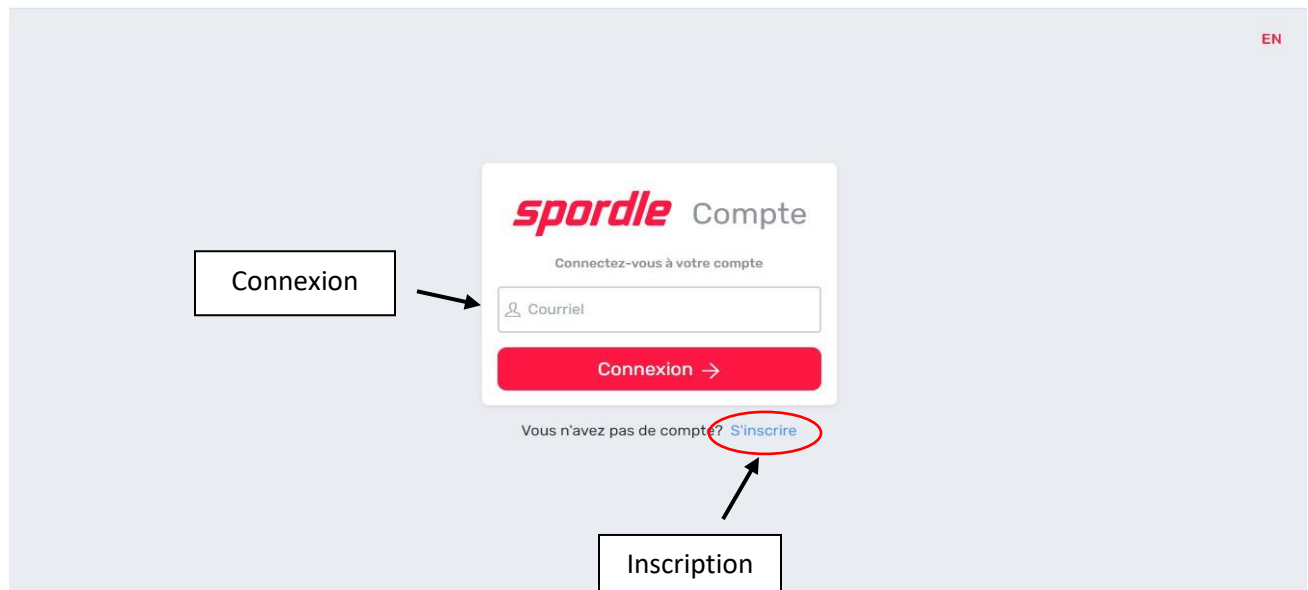 EN
spordle Compte
Connectez-vous à votre compte
Connexion
Courriel
Connexion →
Vous n'avez pas de compte? S'inscrire
Inscription